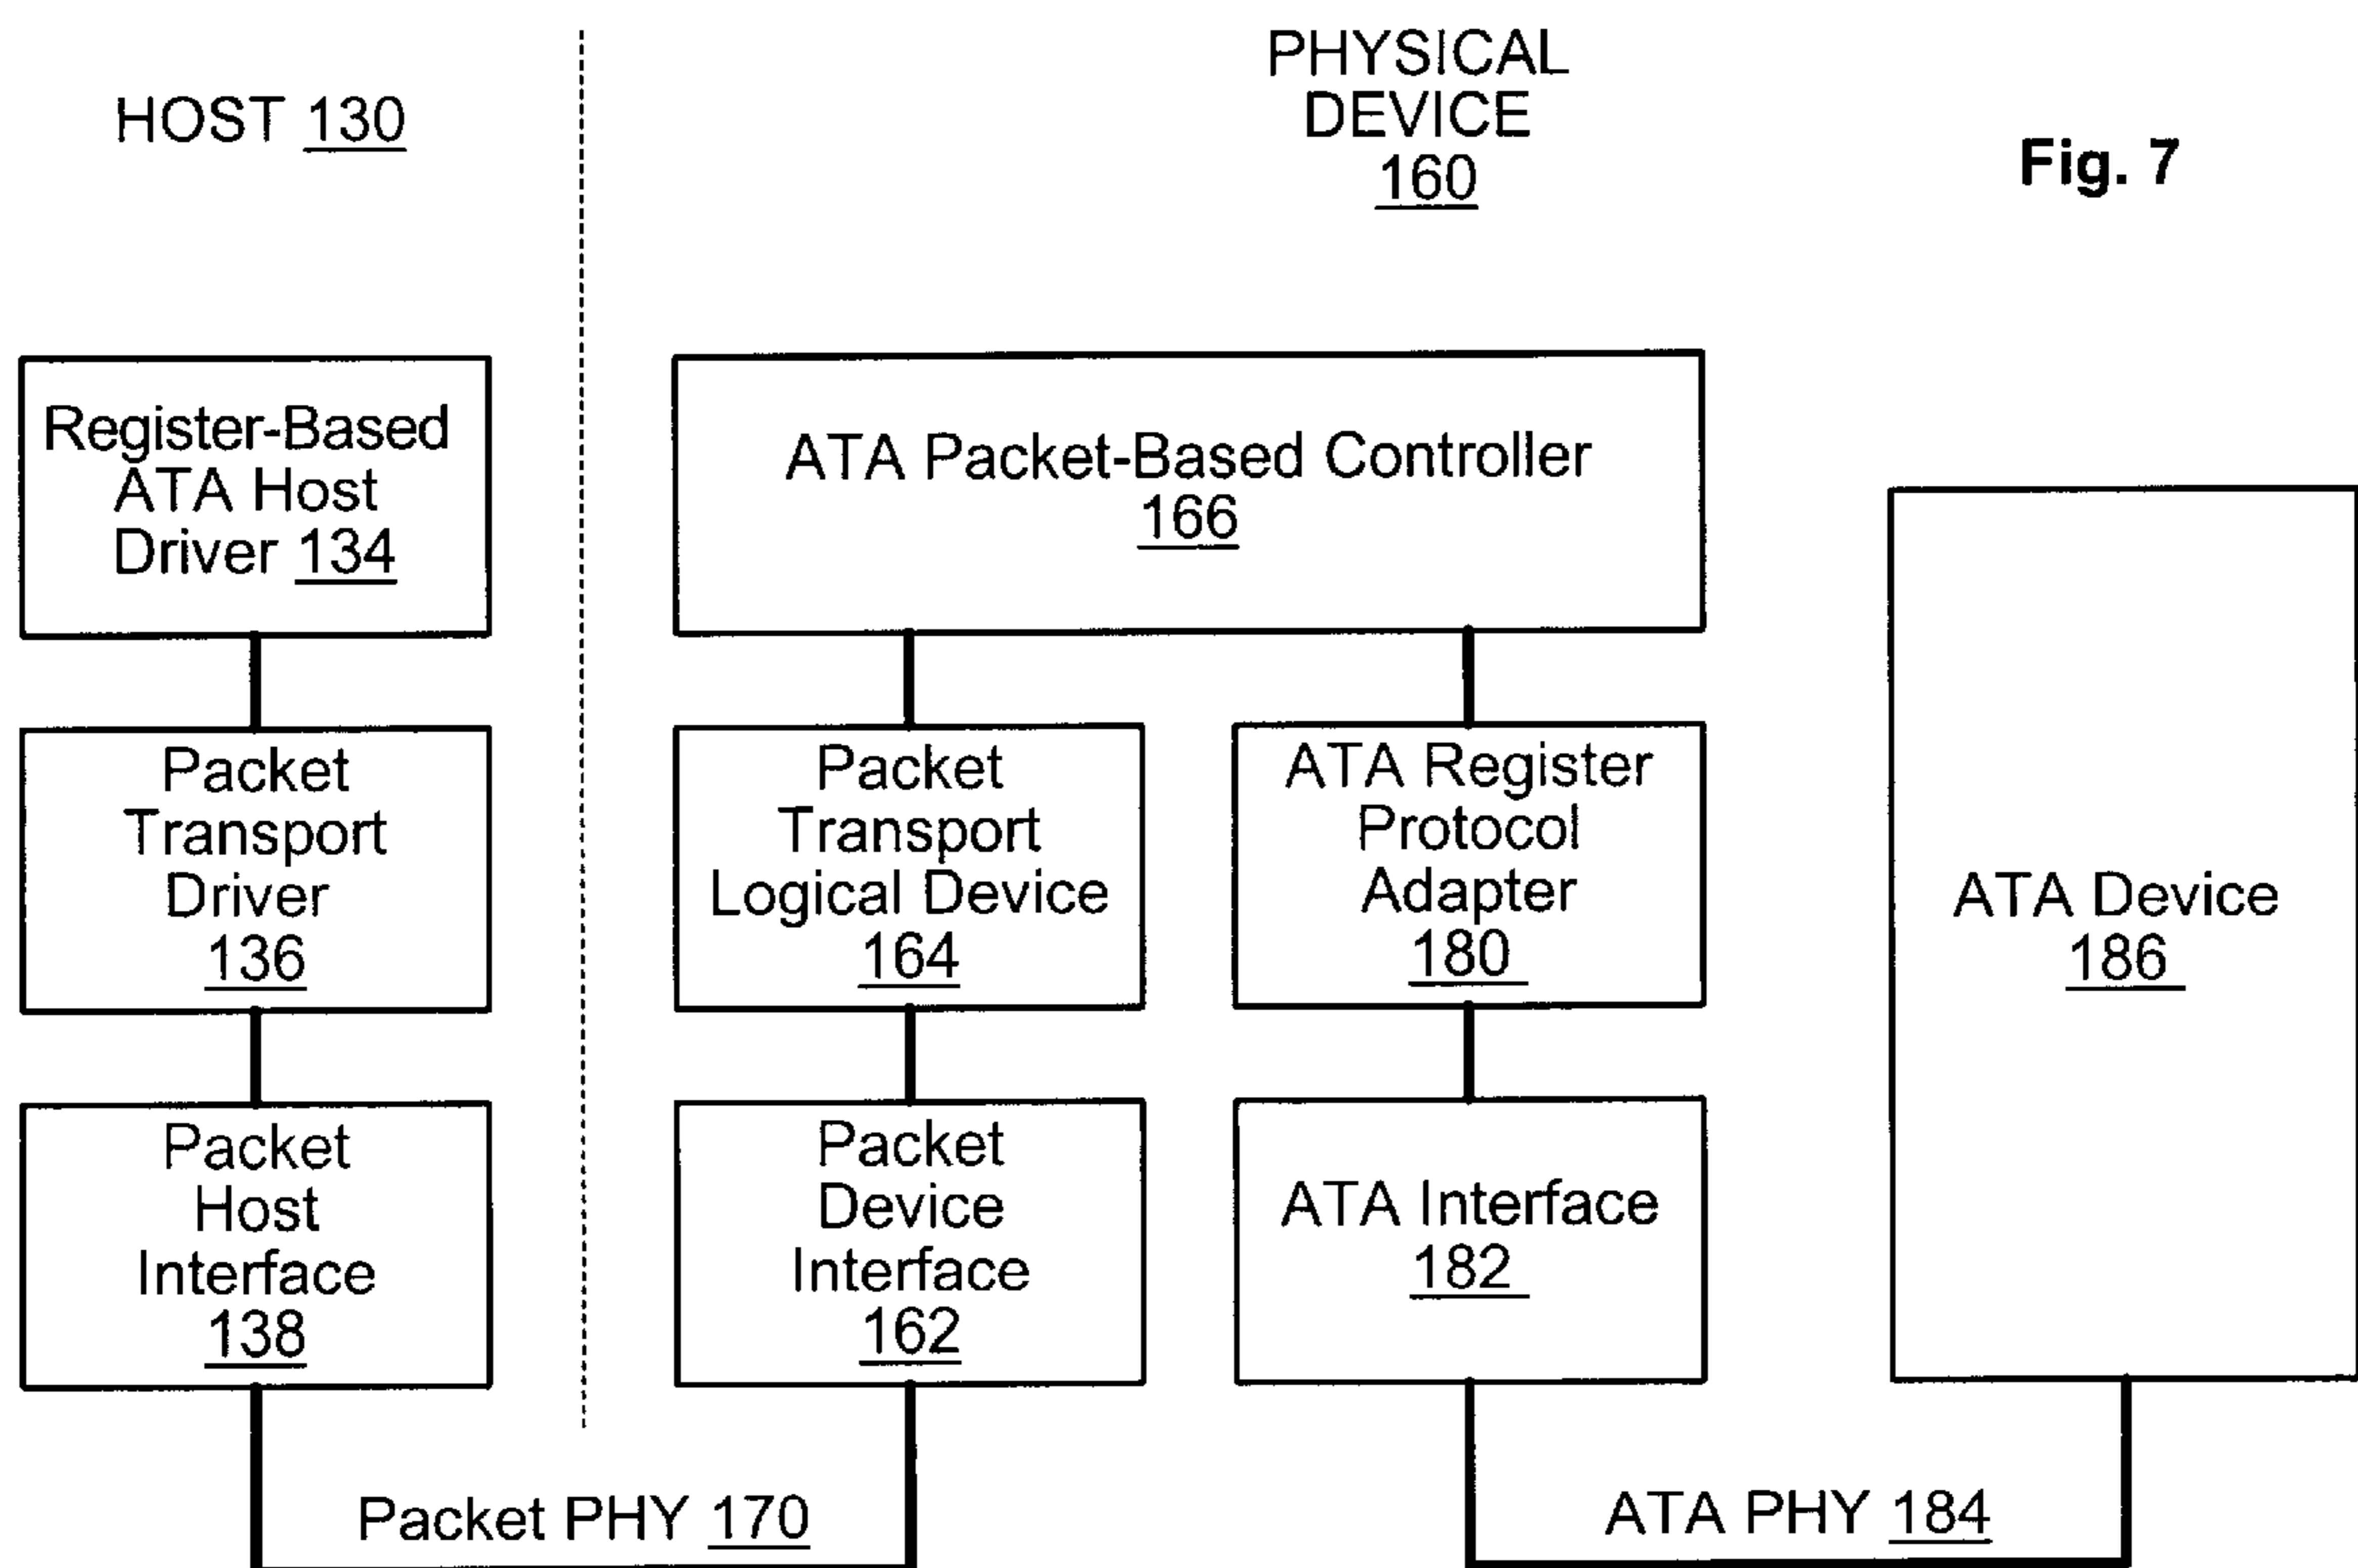 HOST 130
PHYSICAL
DEVICE
160
Fig. 7
Register-Based
ATA Host
Driver 134
ATA Packet-Based Controller
166
Packet
Transport
Driver
136
Packet
Transport
Logical Device
164
ATA Register
Protocol
Adapter
180
ATA Device
186
Packet
Host
Interface
138
Packet
Device
Interface
162
ATA Interface
182
Packet PHY 170
ATA PHY 184